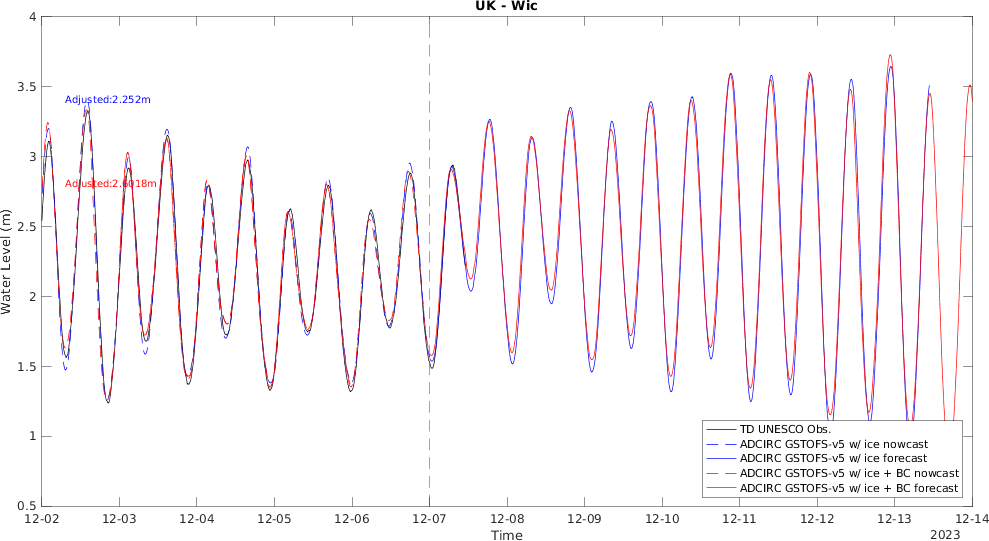 UK - Wic
4
3.5
3
2.5
2
1.5
1
0.5
Water Level (m)
Adjusted:2.252m
Adjusted:2.6018m
TD UNESCO Obs.
ADCIRC GSTOFS-v5 w/ ice nowcast
ADCIRC GSTOFS-v5 w/ ice forecast
ADCIRC GSTOFS-v5 w/ ice + BC nowcast
ADCIRC GSTOFS-v5 w/ ice + BC forecast
12-02 12-03 12-04 12-05 12-06 12-07 12-08 12-09 12-10 12-11 12-12 12-13 12-14
Time
2023